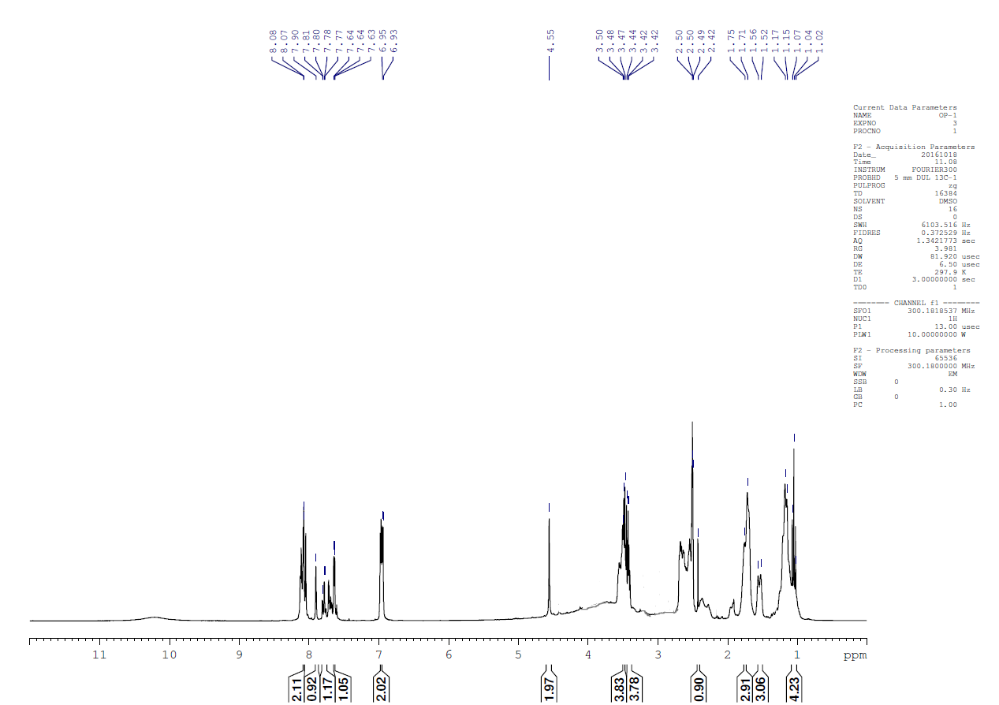 8.08 8.07 7.90 7.81 7.80 7.78 7.77 7.64 7.64 7.63 6.95 6.93 4.55 3.50 3.48 3.47 3.44 3.42 3.42 2.50 2.50 2.49 2.42 1.75 1.71 1.56 1.52 1.17 1.15 1.07 1.04 1.02
Current Data Parameters
NAME OP-1
EXPNO 3
PROCNO 1
F2 - Acquisition Parameters
Date_ 20161018
Time 11.08
INSTRUM FOURIER300
PROBHD 5 mm DUL 13C-1
PULPROG zg
TD 16384
SOLVENT DMSO
NS 16
DS 0
SWH 6103.516 Hz
FIDRES 0.372529 Hz
AQ 1.3421773 sec
RG 3.981
DW 81.920 usec
DE 6.50 usec
TE 297.9 K
D1 3.00000000 sec
TD0 1
======== CHANNEL f1 ========
SFO1 300.1818537 MHz
NUC1 1H
P1 13.00 usec
PLW1 10.00000000 W
F2 - Processing parameters
SI 65536
SF 300.1800000 MHz
WDW EM
SSB 0
LB 0.30 Hz
GB 0
PC 1.00
11 10 9 8 7 6 5 4 3 2 1 ppm
2.11 0.92 1.17 1.05 2.02 1.97 3.83 3.78 0.90 2.91 3.06 4.23